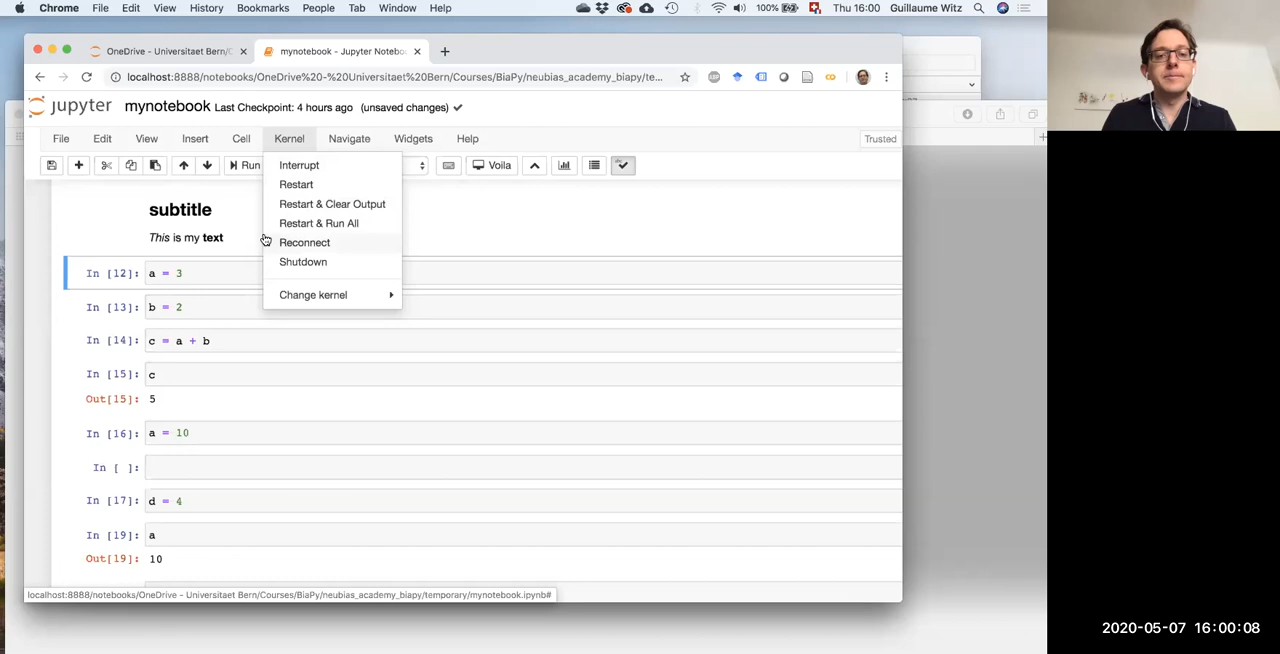 Chrome File Edit View History Bookmarks People Tab Window Help 100% Thu 16:00 Guillaume Witz
OneDrive - Universitaet Bern/C
mynotebook - Jupyter Notebo
localhost:8888/notebooks/OneDrive%20-%20Universitaet%20Bern/Courses/BiaPy/neubias_academy_biapy/te...
jupyter mynotebook Last Checkpoint: 4 hours ago (unsaved changes)
File Edit View Insert Cell Kernel Navigate Widgets Help Trusted
Run Voila
Interrupt
Restart
Restart & Clear Output
Restart & Run All
Reconnect
Shutdown
Change kernel
subtitle
This is my text
In [12]: a = 3
In [13]: b = 2
In [14]: c = a + b
In [15]: c
Out[15]: 5
In [16]: a = 10
In [ ]:
In [17]: d = 4
In [19]: a
Out[19]: 10
localhost:8888/notebooks/OneDrive - Universitaet Bern/Courses/BiaPy/neubias_academy_biapy/temporary/mynotebook.ipynb#
2020-05-07 16:00:08